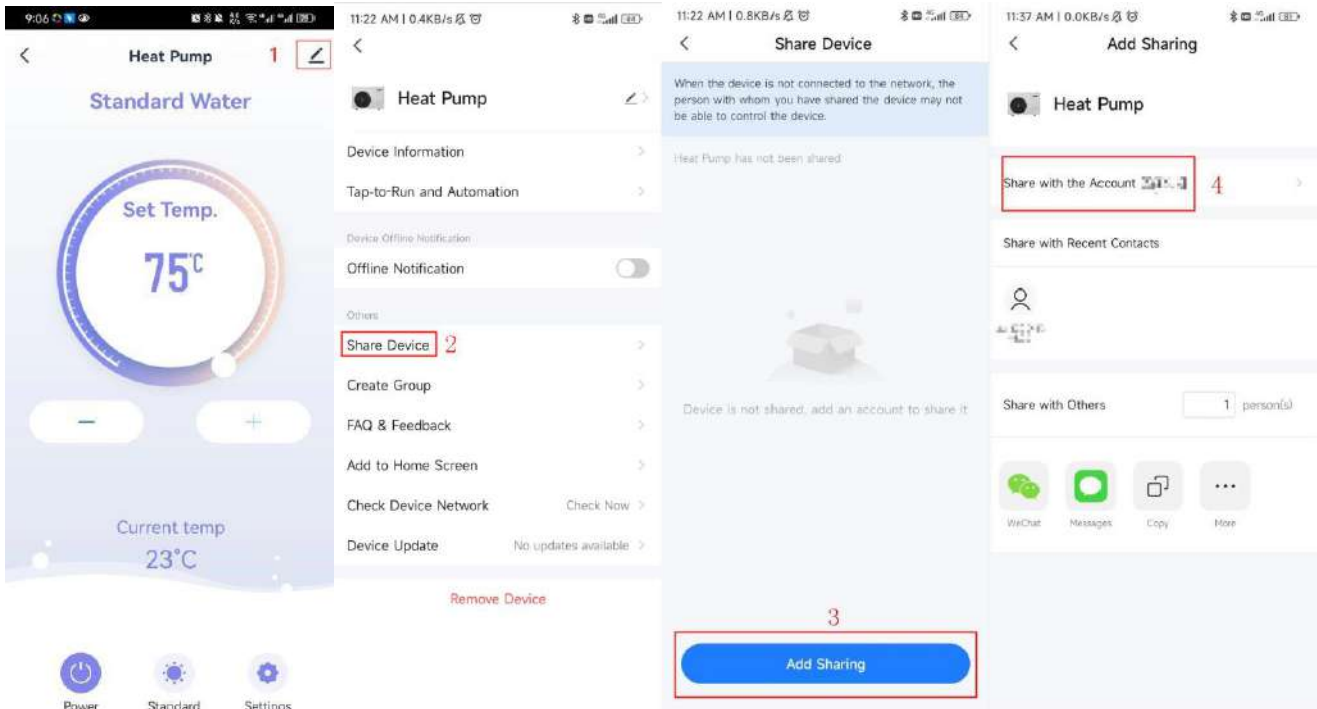 9:06
Heat Pump
1
Standard Water
Set Temp.
75°C
Current temp
23°C
Power
Standard
Settings
11:22 AM | 0.4KB/s
Heat Pump
Device Information
Tap-to-Run and Automation
Device Offline Notification
Offline Notification
Others
Share Device
2
Create Group
FAQ & Feedback
Add to Home Screen
Check Device Network
Check Now
Device Update
No updates available
Remove Device
11:22 AM | 0.8KB/s
Share Device
When the device is not connected to the network, the
person with whom you have shared the device may not
be able to control the device.
Heat Pump has not been shared
Device is not shared, add an account to share it
3
Add Sharing
11:37 AM | 0.0KB/s
Add Sharing
Heat Pump
Share with the Account
4
Share with Recent Contacts
Share with Others
1 person(s)
WeChat
Messages
Copy
More